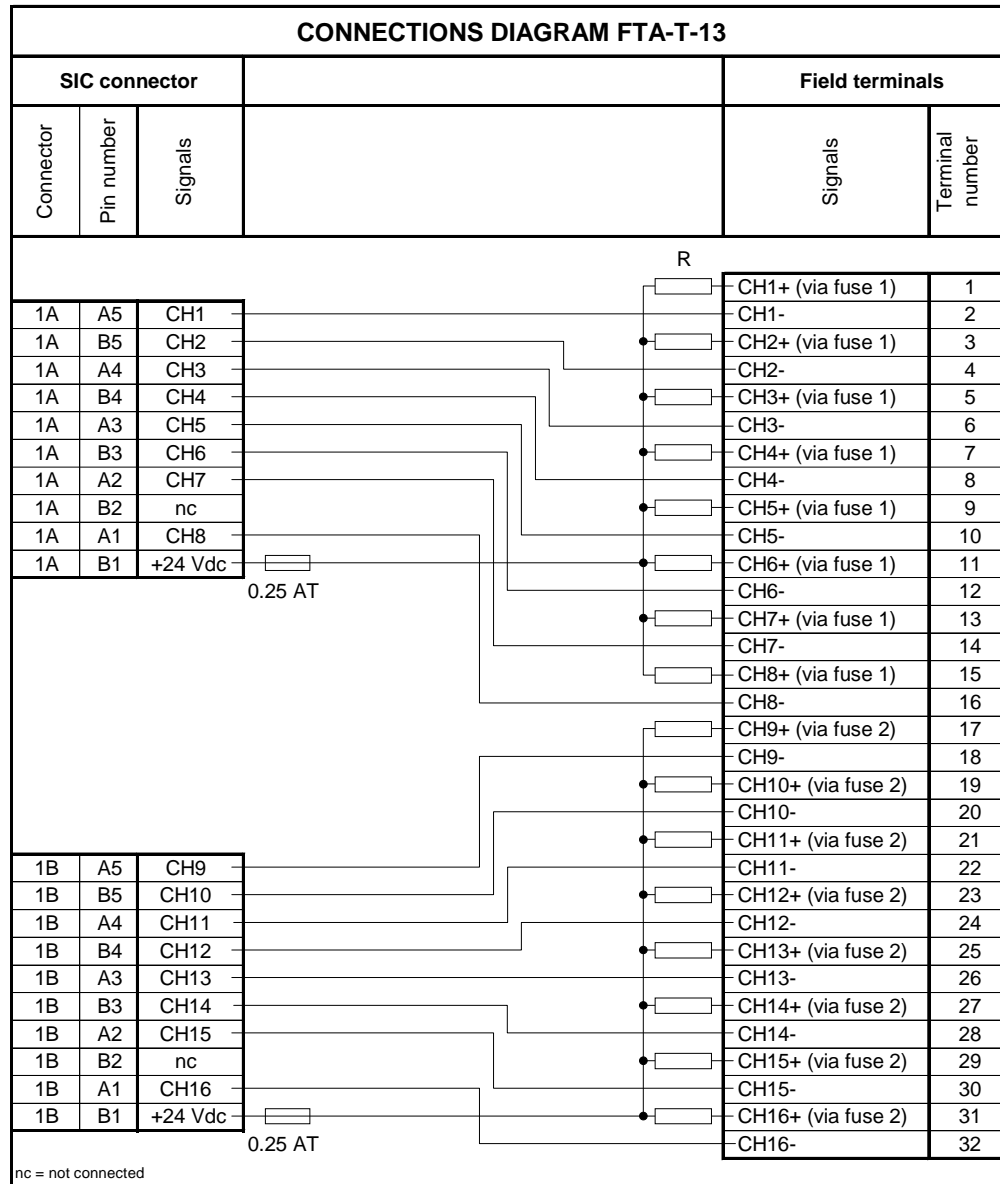 CONNECTIONS DIAGRAM FTA-T-13
SIC connector Field terminals
Connector Pin number Signals Signals Terminal number
R
CH1+ (via fuse 1) 1
1A A5 CH1 CH1- 2
1A B5 CH2 CH2+ (via fuse 1) 3
1A A4 CH3 CH2- 4
1A B4 CH4 CH3+ (via fuse 1) 5
1A A3 CH5 CH3- 6
1A B3 CH6 CH4+ (via fuse 1) 7
1A A2 CH7 CH4- 8
1A B2 nc CH5+ (via fuse 1) 9
1A A1 CH8 CH5- 10
1A B1 +24 Vdc CH6+ (via fuse 1) 11
0.25 AT CH6- 12
CH7+ (via fuse 1) 13
CH7- 14
CH8+ (via fuse 1) 15
CH8- 16
CH9+ (via fuse 2) 17
CH9- 18
CH10+ (via fuse 2) 19
CH10- 20
CH11+ (via fuse 2) 21
1B A5 CH9 CH11- 22
1B B5 CH10 CH12+ (via fuse 2) 23
1B A4 CH11 CH12- 24
1B B4 CH12 CH13+ (via fuse 2) 25
1B A3 CH13 CH13- 26
1B B3 CH14 CH14+ (via fuse 2) 27
1B A2 CH15 CH14- 28
1B B2 nc CH15+ (via fuse 2) 29
1B A1 CH16 CH15- 30
1B B1 +24 Vdc CH16+ (via fuse 2) 31
0.25 AT CH16- 32
nc = not connected